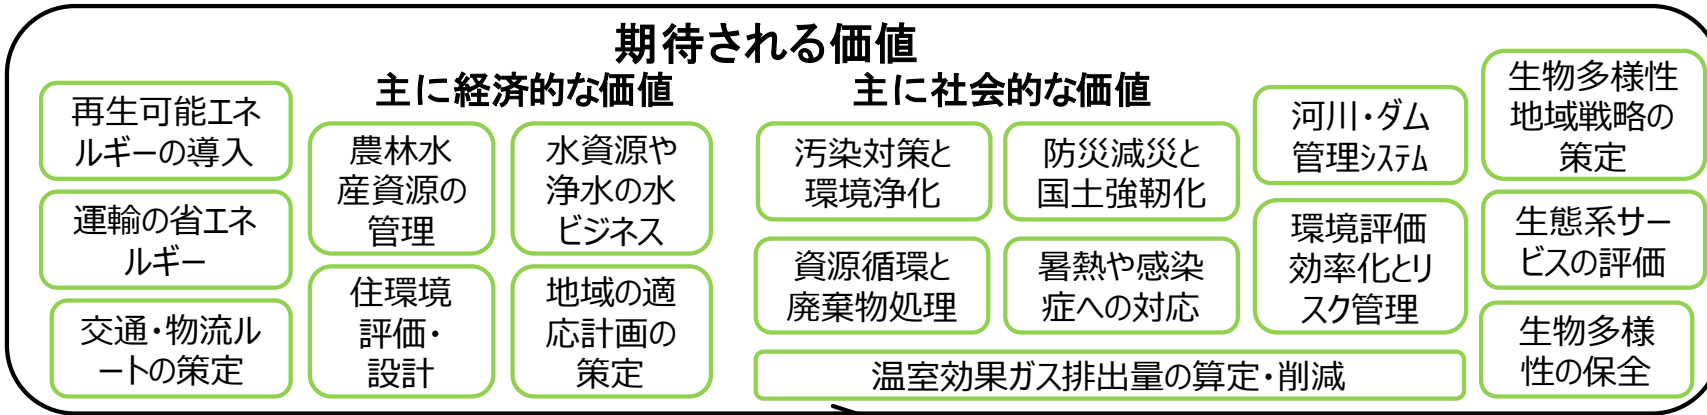 期待される価値
主に経済的な価値
再生可能エネ
ルギーの導入
運輸の省エネ
ルギー
交通・物流ル
ートの策定
農林水
産資源の
管理
水資源や
浄水の水
ビジネス
住環境
評価・
設計
地域の適
応計画の
策定
主に社会的な価値
汚染対策と
環境浄化
防災減災と
国土強靭化
資源循環と
廃棄物処理
暑熱や感染
症への対応
河川・ダム
管理システム
環境評価
効率化とリ
スク管理
温室効果ガス排出量の算定・削減
生物多様性
地域戦略の
策定
生態系サー
ビスの評価
生物多様
性の保全